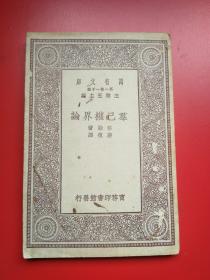 萬有文庫
第一集一千種
王雲五主編
羣己權界論
穆勒著
嚴復譯
商務印書館發行